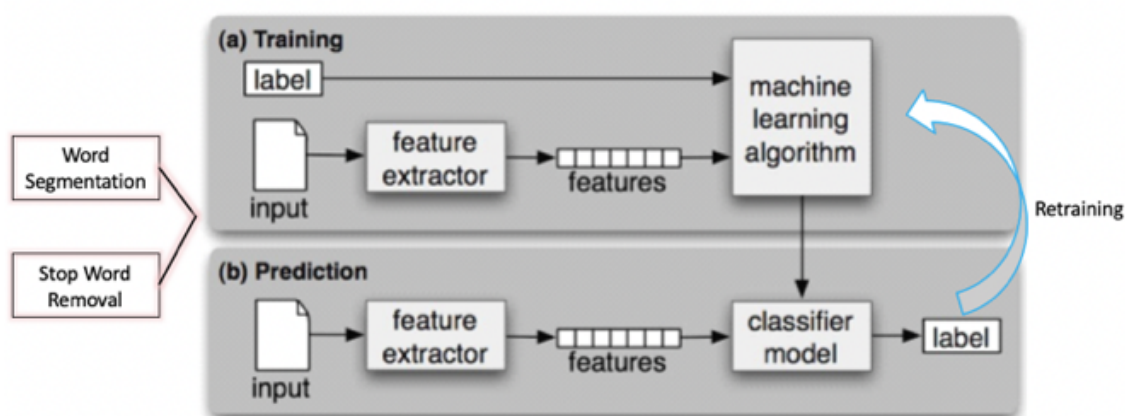 (a) Training
label
machine
learning
algorithm
feature
extractor
features
input
Word
Segmentation
Stop Word
Removal
Retraining
(b) Prediction
feature
extractor
features
input
classifier
model
label